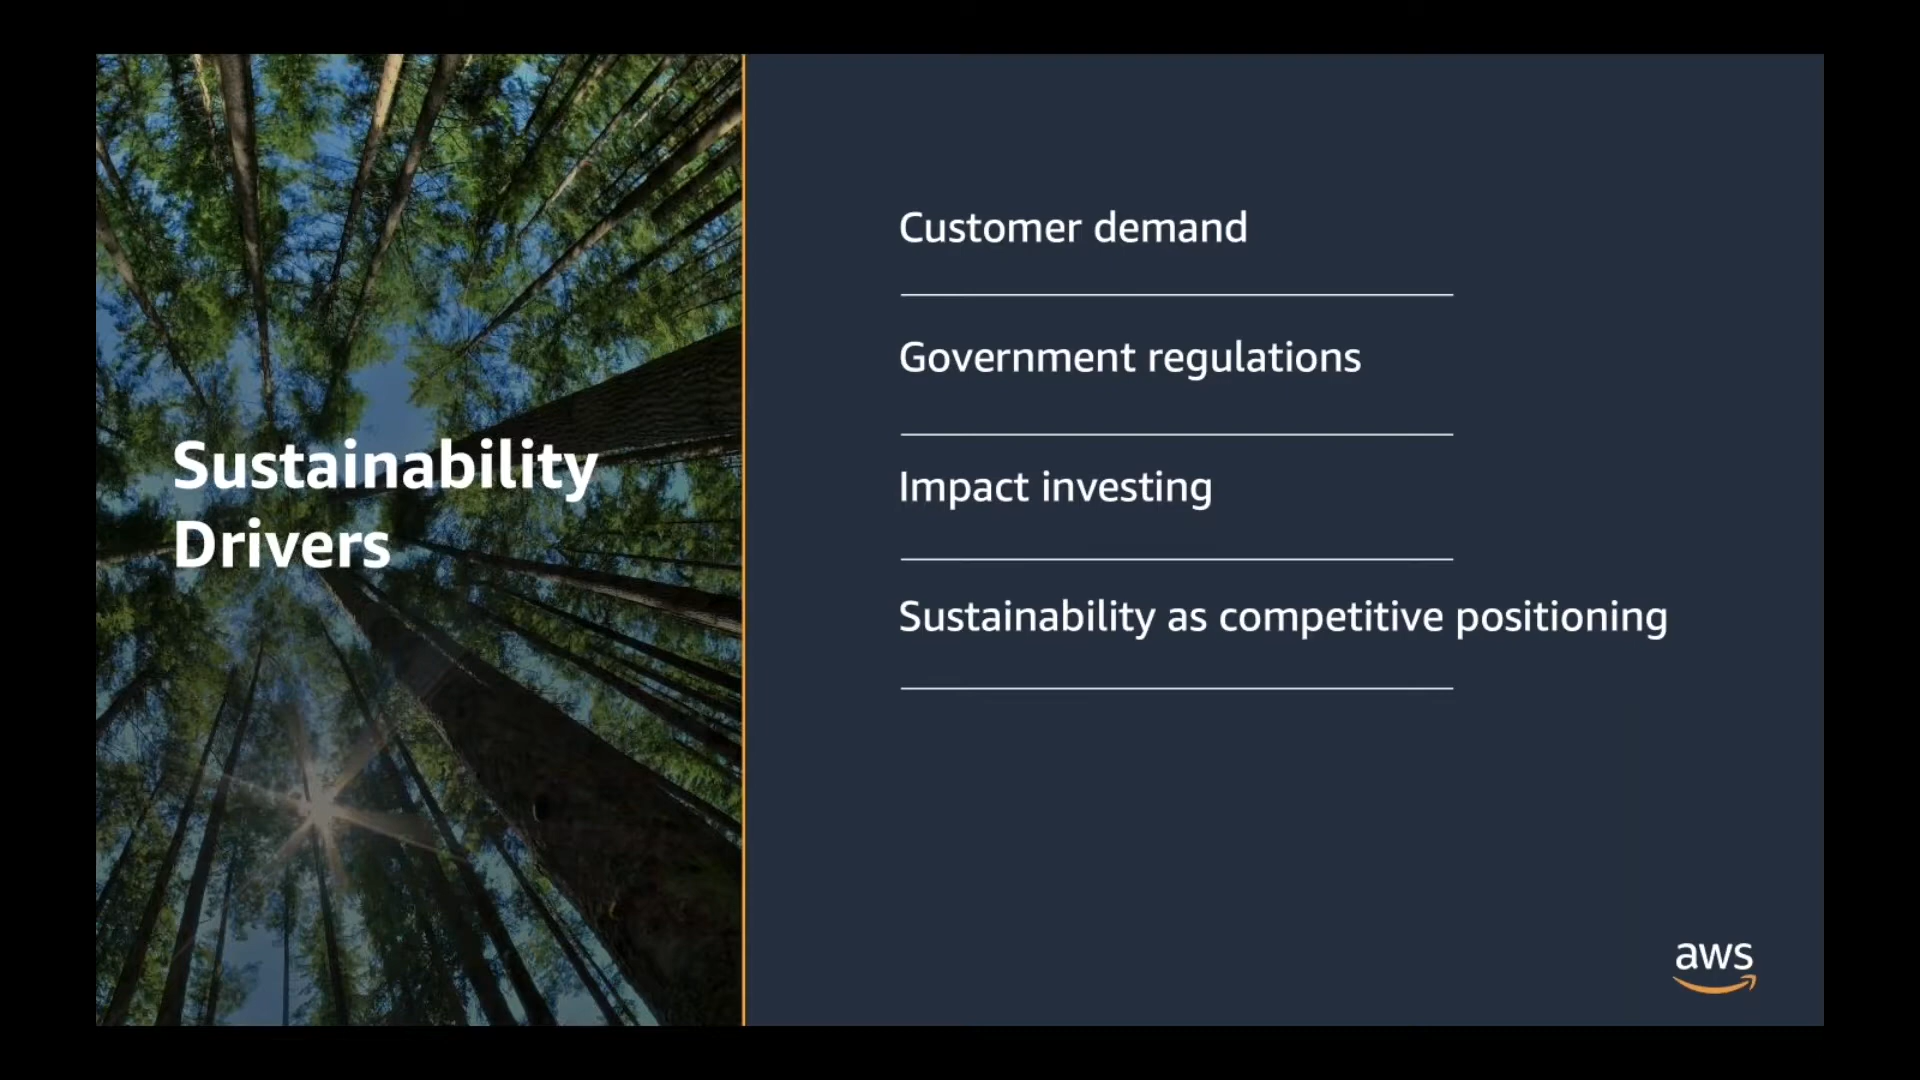 Sustainability
Drivers
Customer demand
Government regulations
Impact investing
Sustainability as competitive positioning
aws